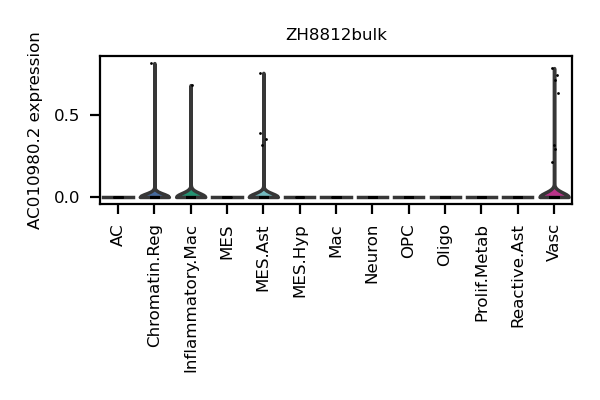 ZH8812bulk
AC010980.2 expression
0.5
0.0
AC
Chromatin.Reg
Inflammatory.Mac
MES
MES.Ast
MES.Hyp
Mac
Neuron
OPC
Oligo
Prolif.Metab
Reactive.Ast
Vasc